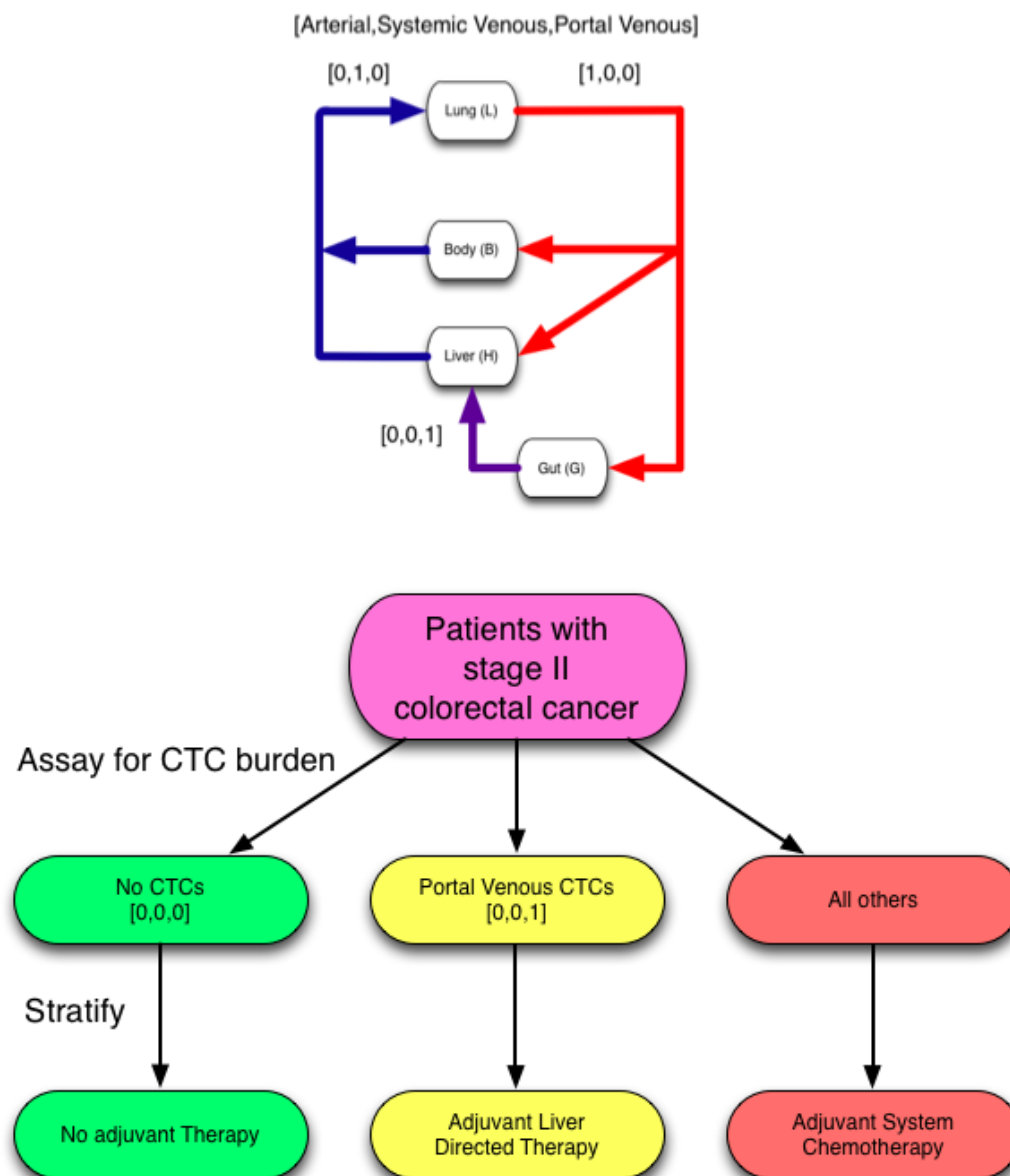 [Arterial,Systemic Venous,Portal Venous]
[0,1,0]
[1,0,0]
Lung (L)
Body (B)
Liver (H)
[0,0,1]
Gut (G)
Patients with
stage II
colorectal cancer
Assay for CTC burden
No CTCs
[0,0,0]
Portal Venous CTCs
[0,0,1]
All others
Stratify
No adjuvant Therapy
Adjuvant Liver
Directed Therapy
Adjuvant System
Chemotherapy